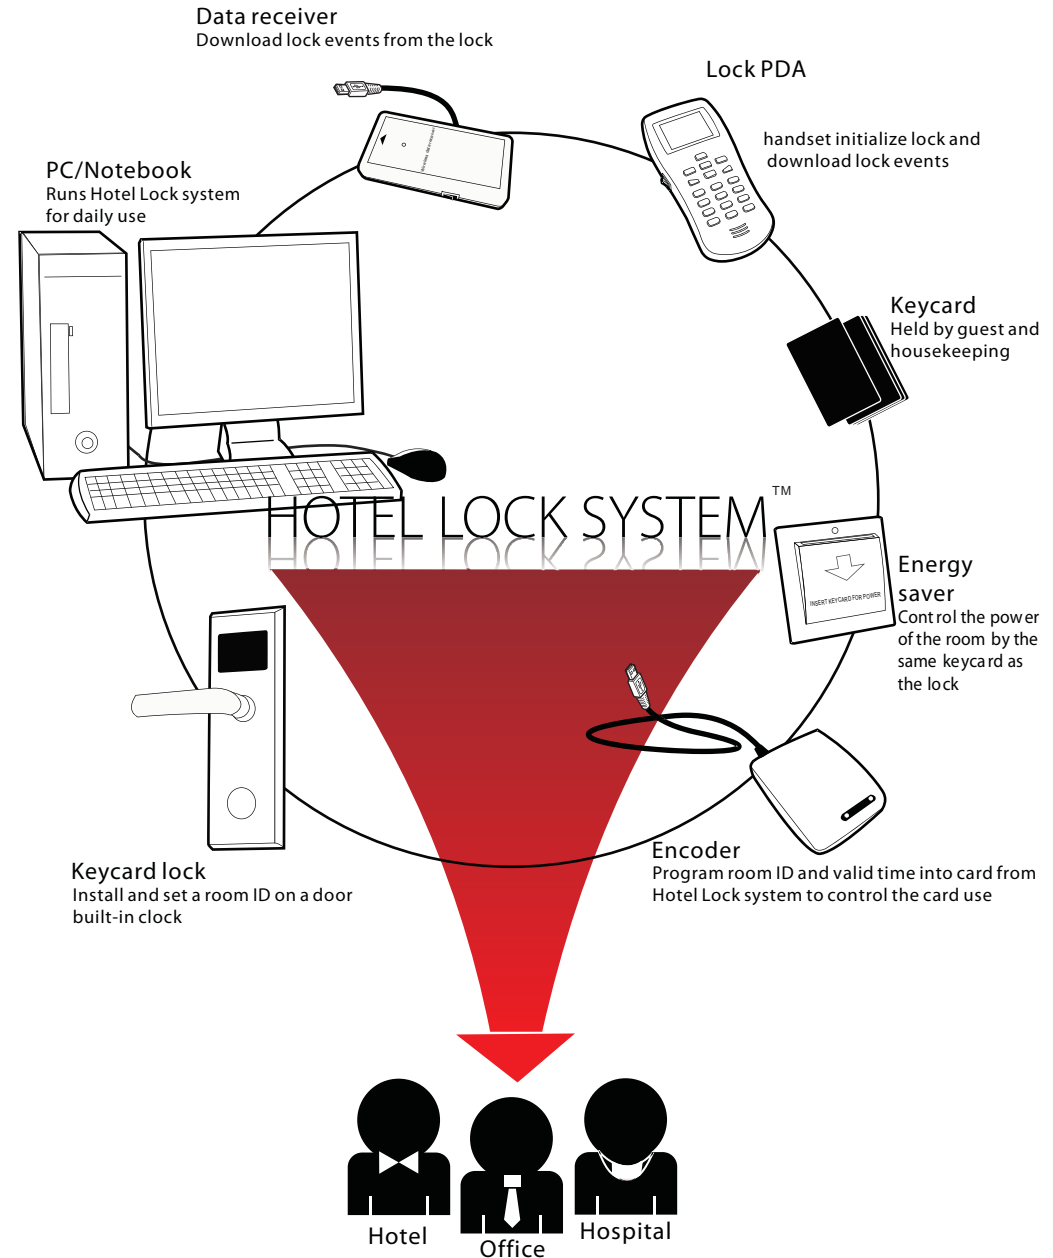 Data receiver
Download lock events from the lock
Lock PDA
handset initialize lock and
download lock events
PC/Notebook
Runs Hotel Lock system
for daily use
Keycard
Held by guest and
housekeeping
HOTEL LOCK SYSTEM™
INSERT KEYCARD FOR POWER
Energy
saver
Control the power
of the room by the
same keycard as
the lock
Keycard lock
Install and set a room ID on a door
built-in clock
Encoder
Program room ID and valid time into card from
Hotel Lock system to control the card use
Hotel
Office
Hospital